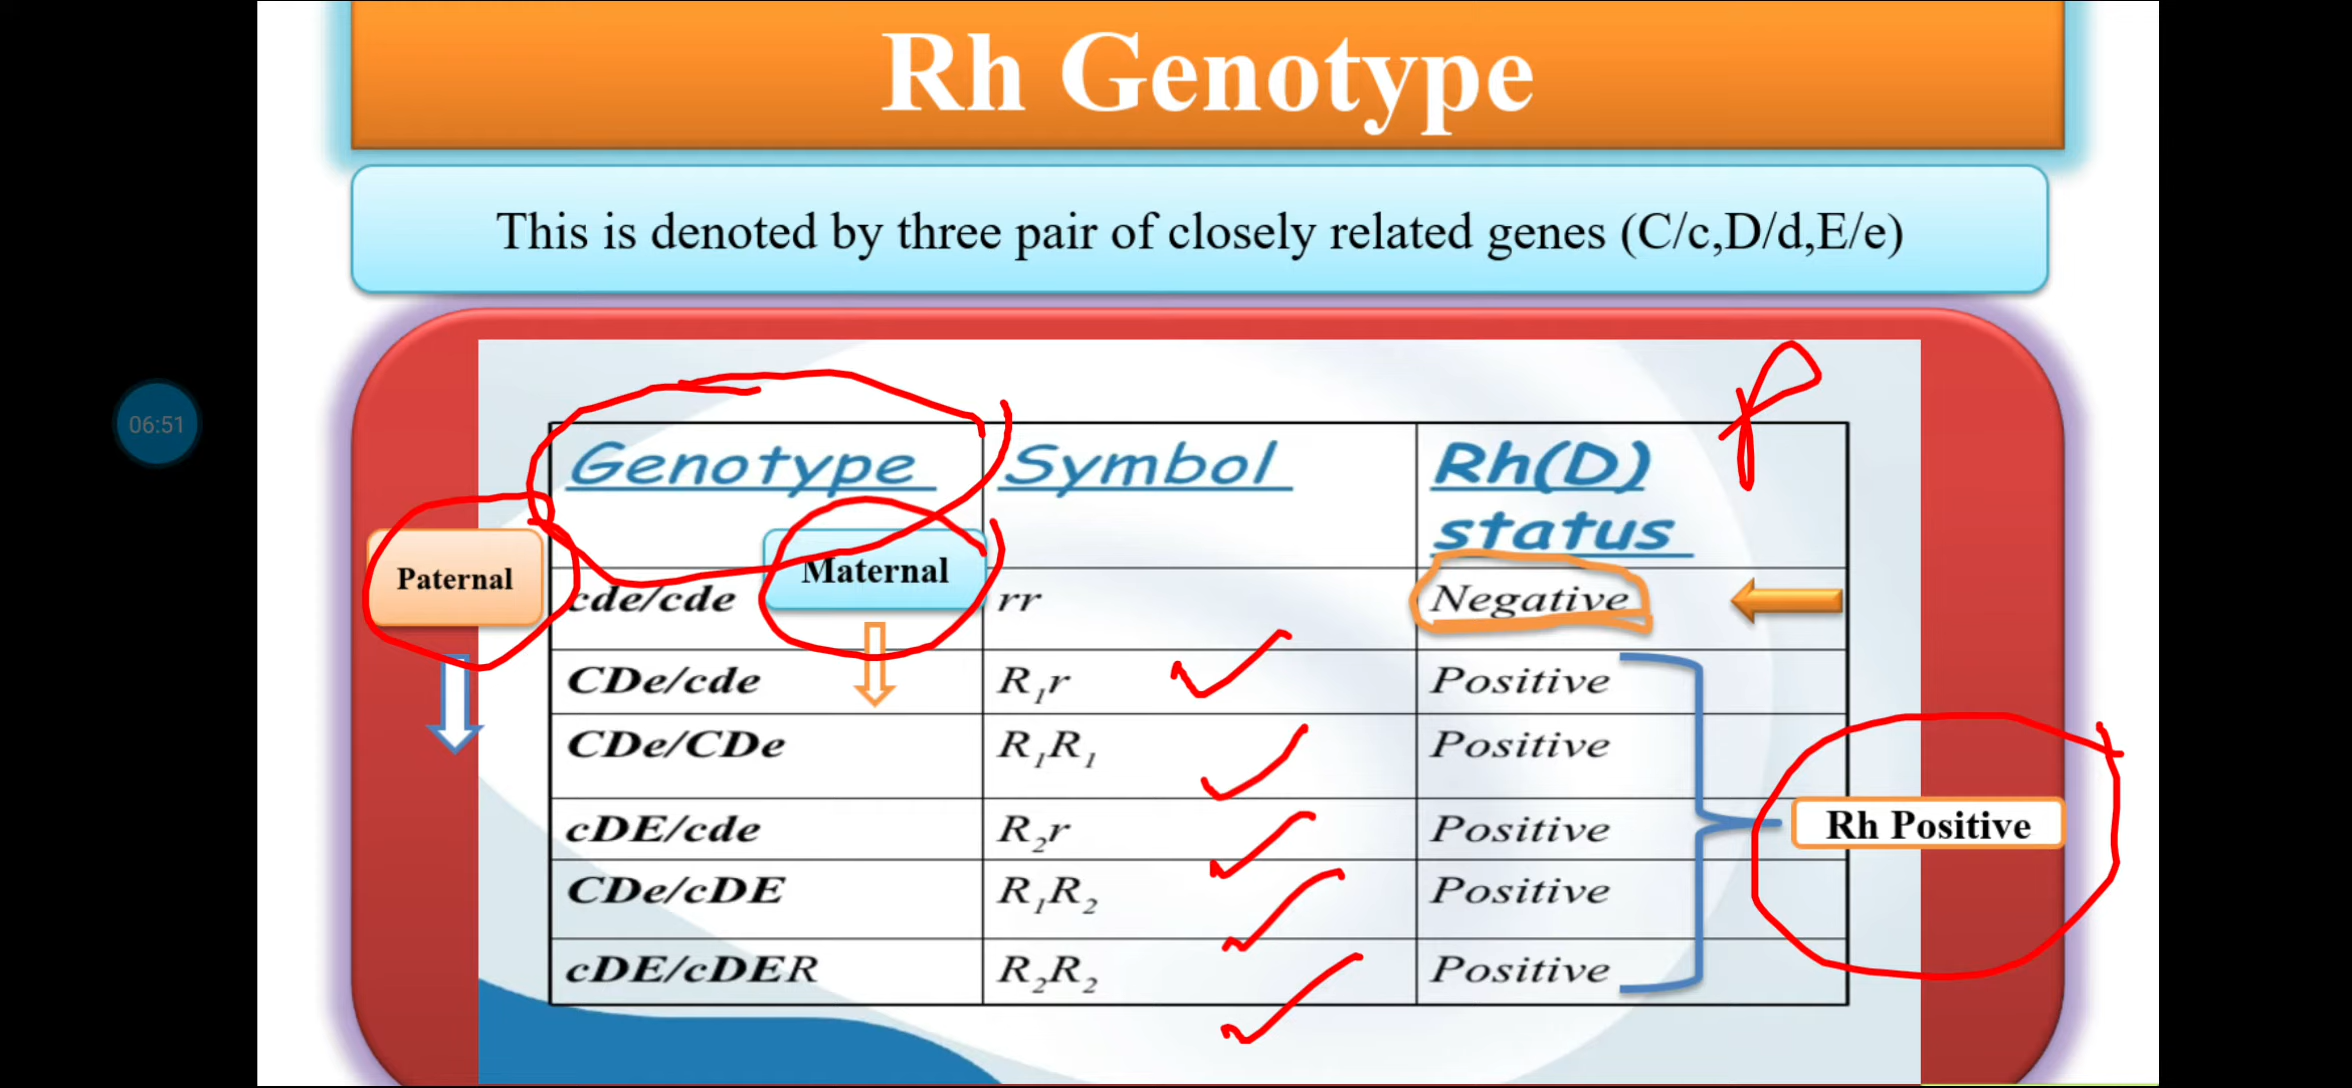 Rh Genotype
This is denoted by three pair of closely related genes (C/c,D/d,E/e)
06:51
Genotype Symbol Rh(D) status
Paternal
Maternal
cde/cde rr Negative
CDe/cde R₁r Positive
CDe/CDe R₁R₁ Positive
cDE/cde R₂r Positive
Rh Positive
CDe/cDE R₁R₂ Positive
cDE/cDER R₂R₂ Positive